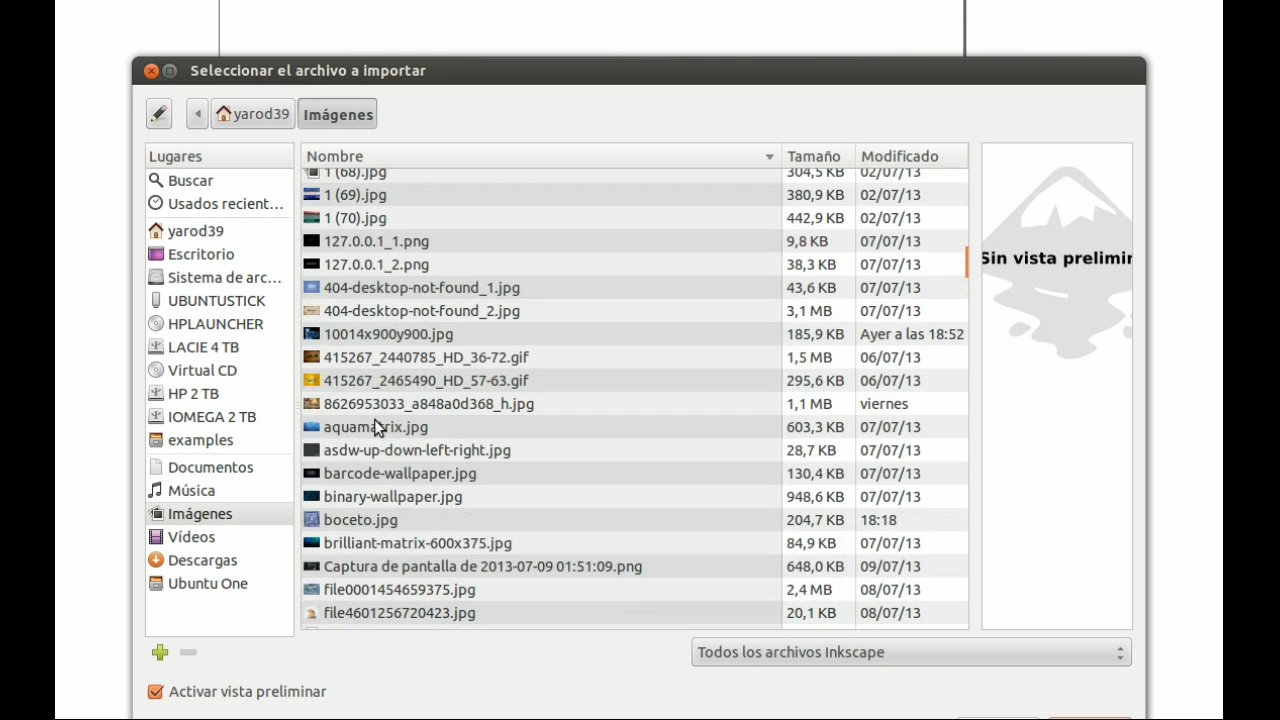 Seleccionar el archivo a importar
yarod39 Imágenes
Lugares
Buscar
Usados recient...
yarod39
Escritorio
Sistema de arc...
UBUNTUSTICK
HPLAUNCHER
LACIE 4 TB
Virtual CD
HP 2 TB
IOMEGA 2 TB
examples
Documentos
Música
Imágenes
Vídeos
Descargas
Ubuntu One
Nombre Tamaño Modificado
1 (68).jpg 304,5 KB 02/07/13
1 (69).jpg 380,9 KB 02/07/13
1 (70).jpg 442,9 KB 02/07/13
127.0.0.1_1.png 9,8 KB 07/07/13
127.0.0.1_2.png 38,3 KB 07/07/13
404-desktop-not-found_1.jpg 43,6 KB 07/07/13
404-desktop-not-found_2.jpg 3,1 MB 07/07/13
10014x900y900.jpg 185,9 KB Ayer a las 18:52
415267_2440785_HD_36-72.gif 1,5 MB 06/07/13
415267_2465490_HD_57-63.gif 295,6 KB 06/07/13
8626953033_a848a0d368_h.jpg 1,1 MB viernes
aquamatrix.jpg 603,3 KB 07/07/13
asdw-up-down-left-right.jpg 28,7 KB 07/07/13
barcode-wallpaper.jpg 130,4 KB 07/07/13
binary-wallpaper.jpg 948,6 KB 07/07/13
boceto.jpg 204,7 KB 18:18
brilliant-matrix-600x375.jpg 84,9 KB 07/07/13
Captura de pantalla de 2013-07-09 01:51:09.png 648,0 KB 09/07/13
file0001454659375.jpg 2,4 MB 08/07/13
file4601256720423.jpg 20,1 KB 08/07/13
Sin vista prelimin
Todos los archivos Inkscape
Activar vista preliminar